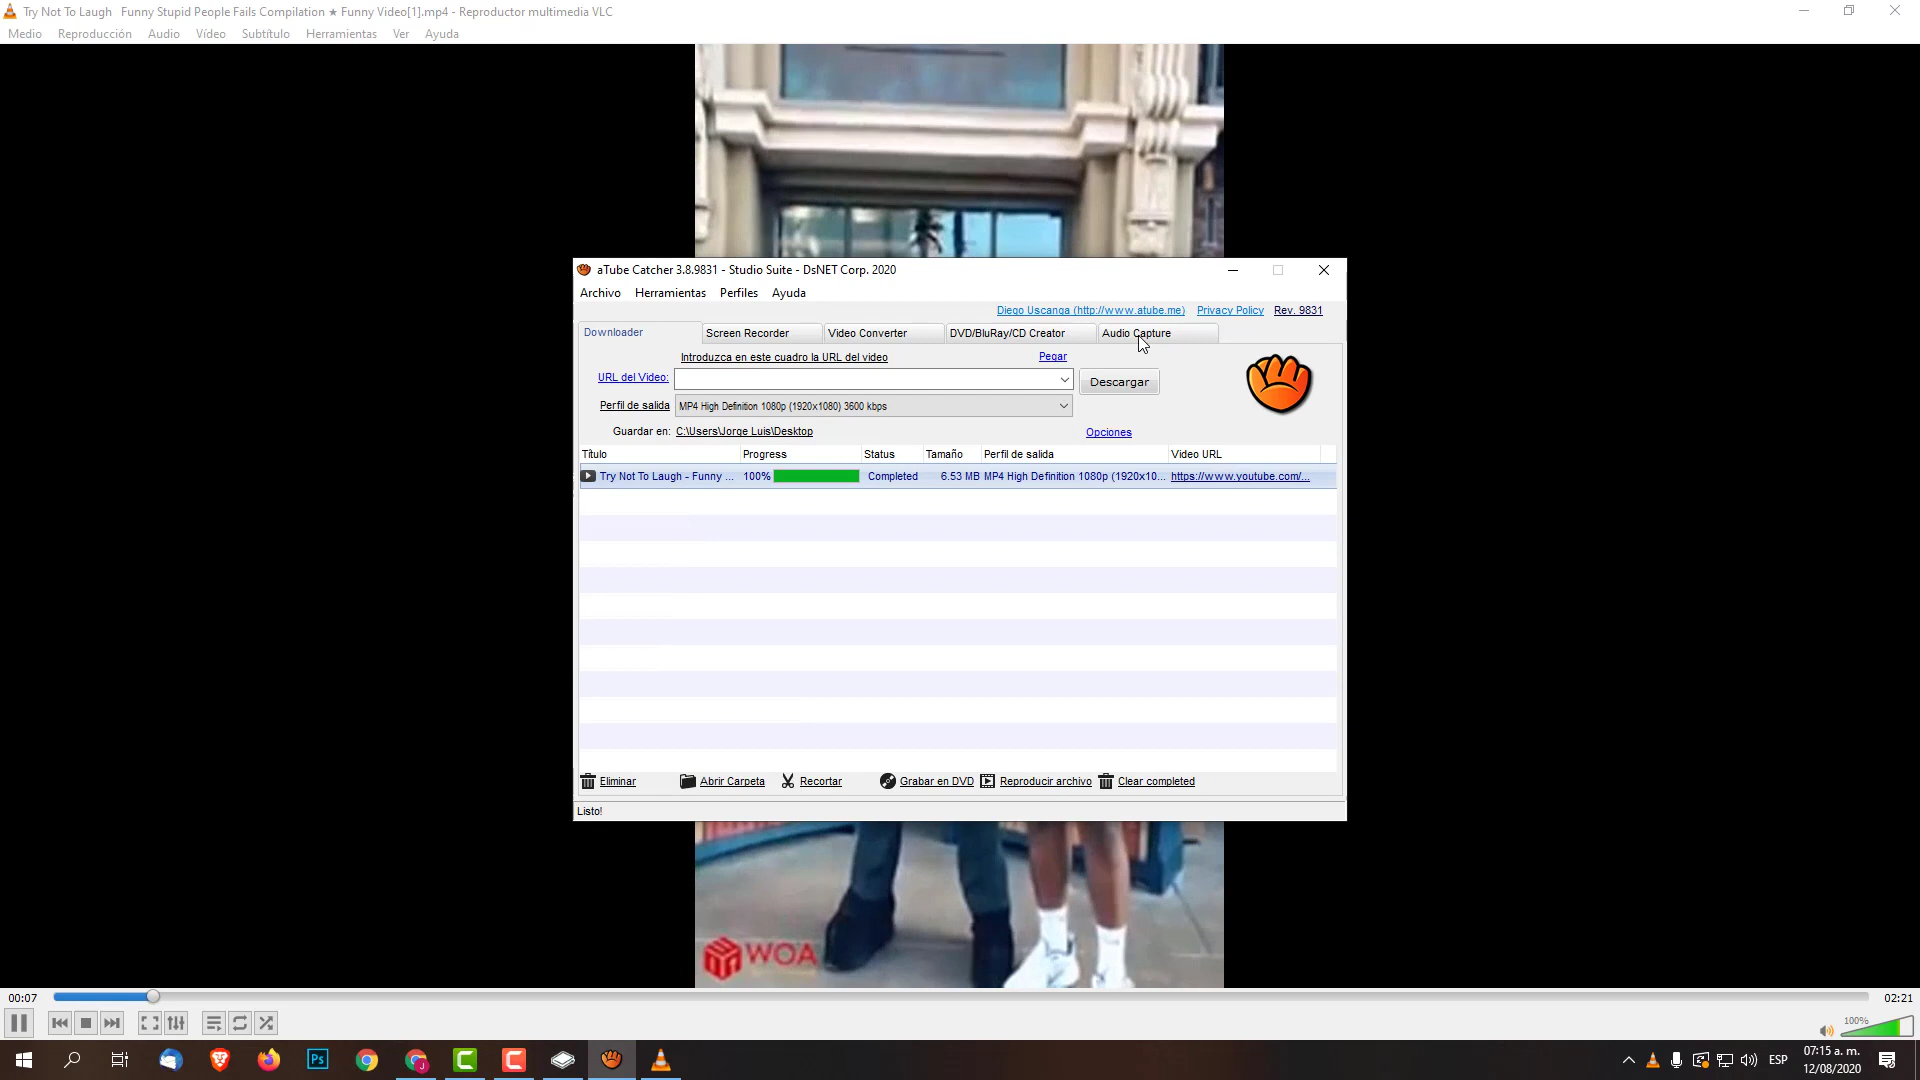 Try Not To Laugh   Funny Stupid People Fails Compilation ★ Funny Video[1].mp4 - Reproductor multimedia VLC
Medio Reproducción Audio Vídeo Subtítulo Herramientas Ver Ayuda
aTube Catcher 3.8.9831 - Studio Suite - DsNET Corp. 2020
Archivo Herramientas Perfiles Ayuda
Diego Uscanga (http://www.atube.me) Privacy Policy Rev. 9831
Downloader Screen Recorder Video Converter DVD/BluRay/CD Creator Audio Capture
Introduzca en este cuadro la URL del video Pegar
URL del Video: Descargar
Perfil de salida MP4 High Definition 1080p (1920x1080) 3600 kbps
Guardar en: C:\Users\Jorge Luis\Desktop Opciones
Título Progress Status Tamaño Perfil de salida Video URL
Try Not To Laugh - Funny ... 100% Completed 6.53 MB MP4 High Definition 1080p (1920x10... https://www.youtube.com/...
Eliminar Abrir Carpeta Recortar Grabar en DVD Reproducir archivo Clear completed
Listo!
WOA
00:07 02:21
100%
Ps ESP 07:15 a. m.
12/08/2020